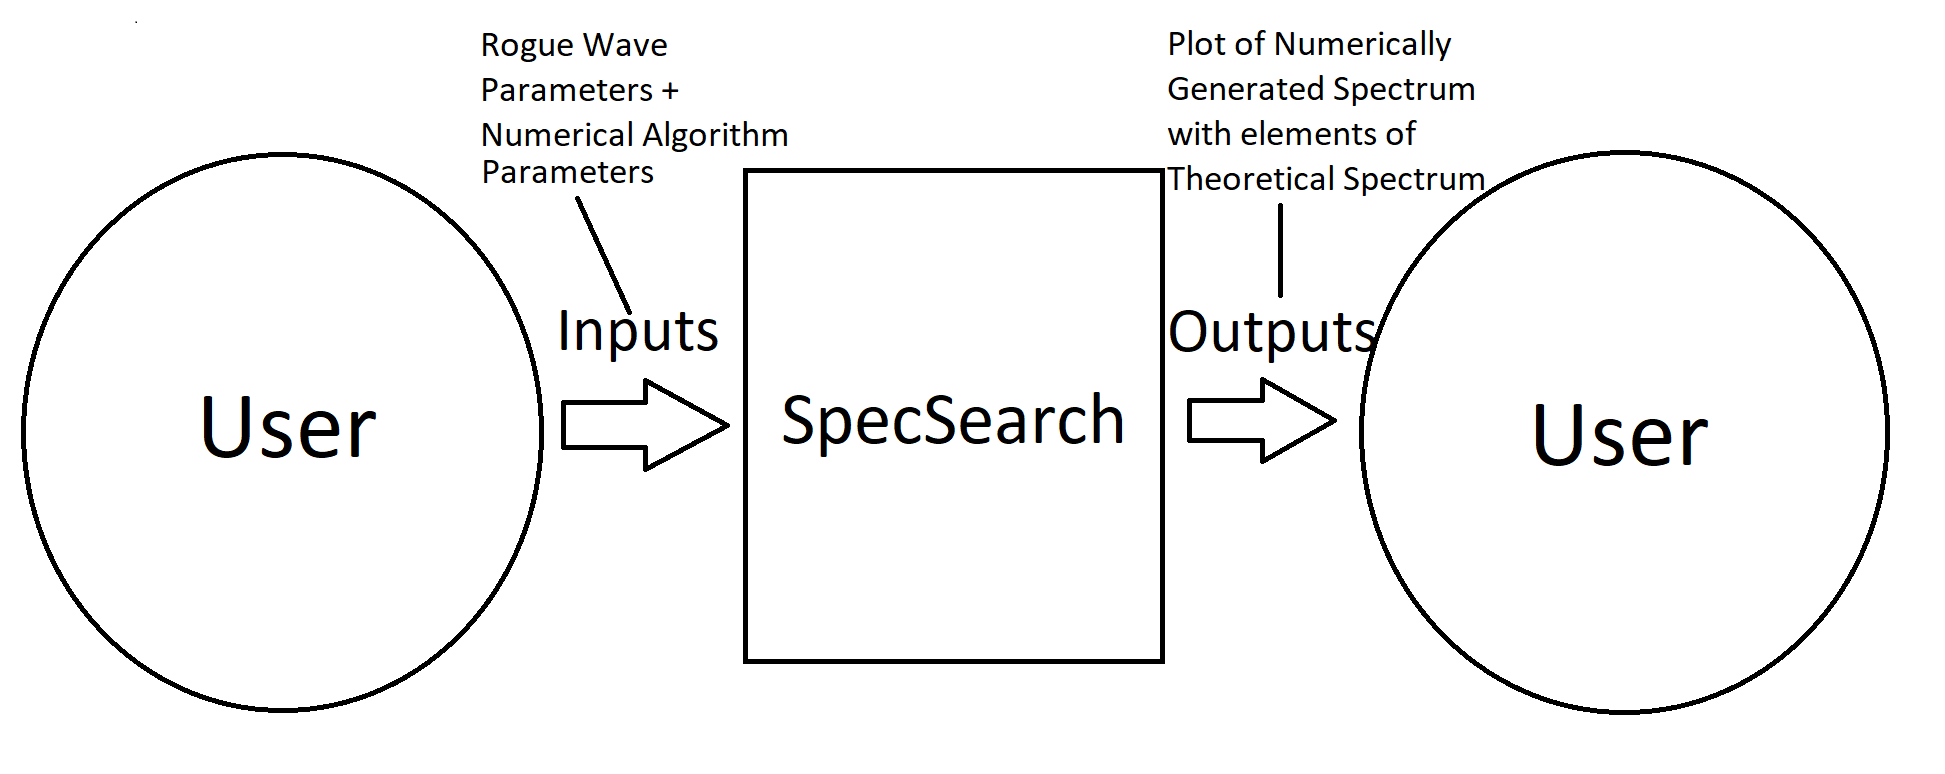 Rogue Wave
Parameters +
Numerical Algorithm
Parameters
Plot of Numerically
Generated Spectrum
with elements of
Theoretical Spectrum
Inputs
Outputs
User
SpecSearch
User